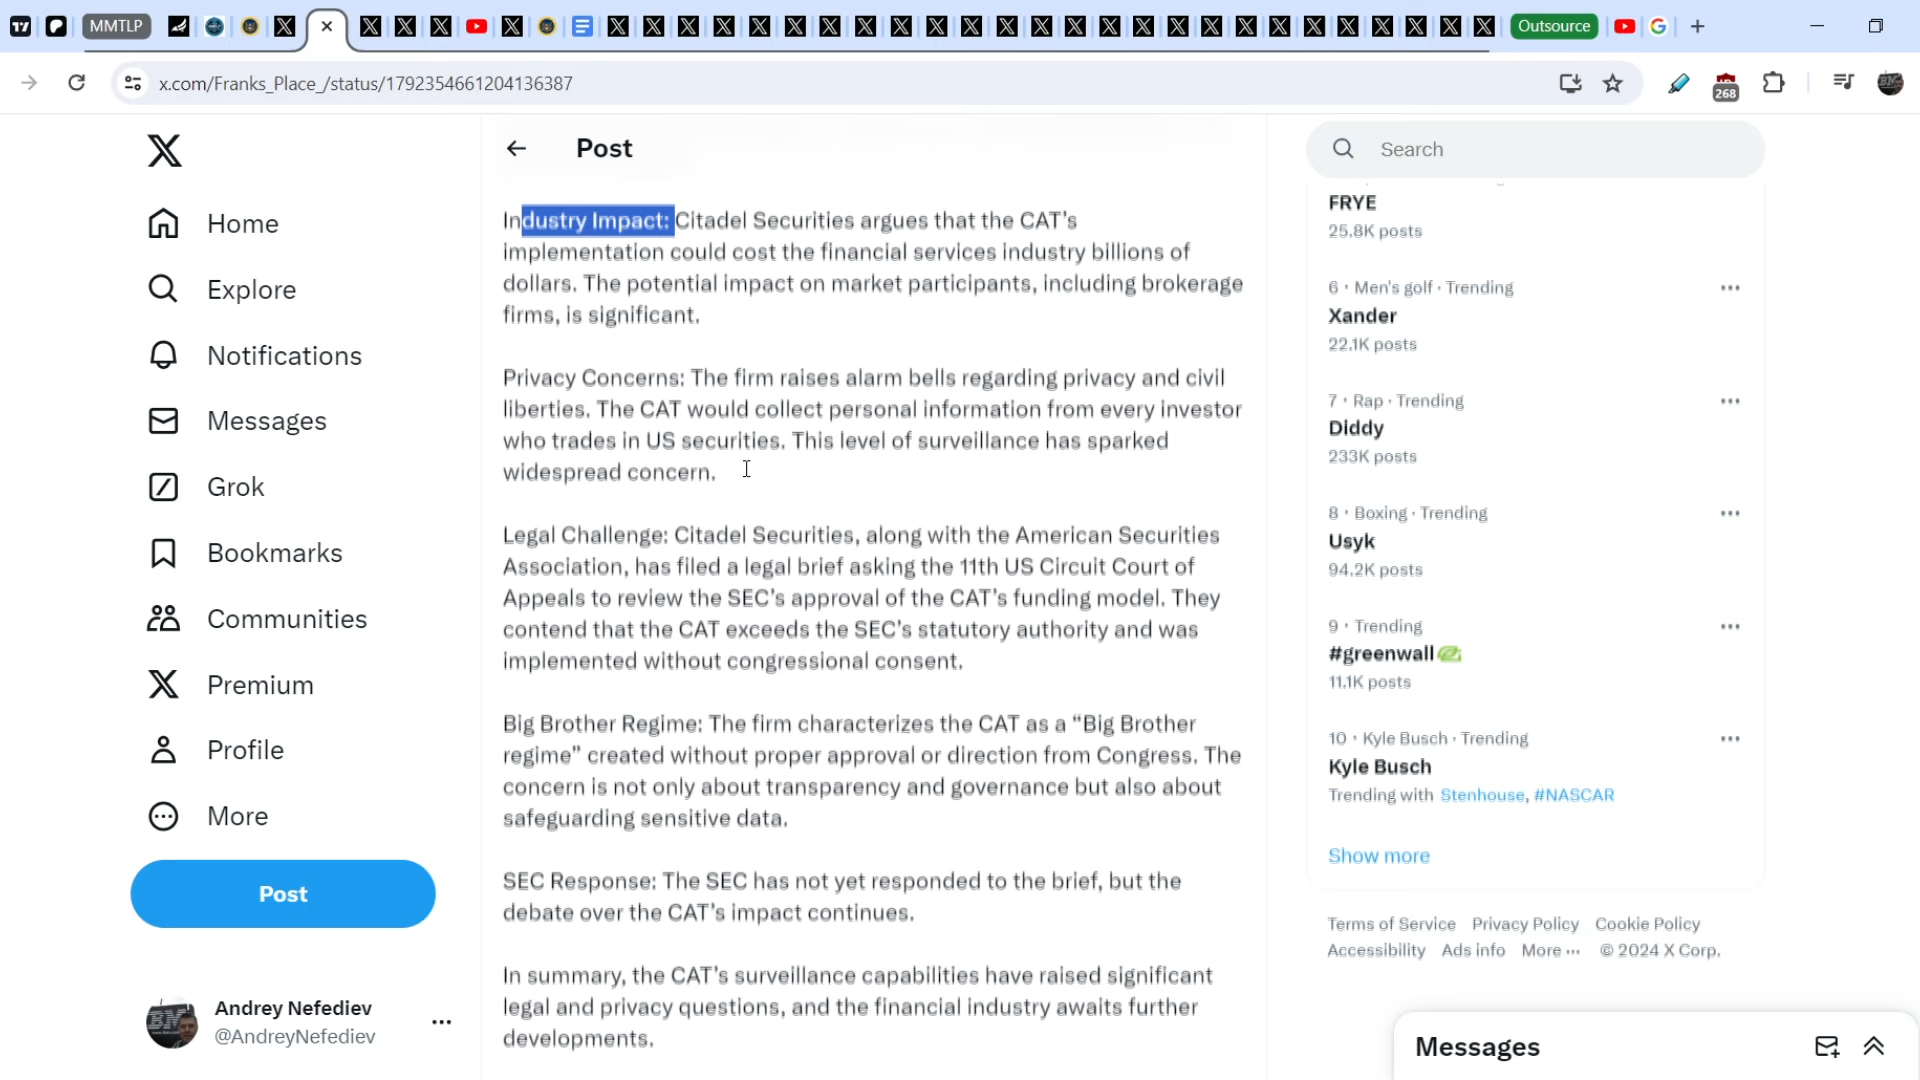 MMTLP
Outsource
x.com/Franks_Place_/status/1792354661204136387
268
Home
Explore
Notifications
Messages
Grok
Bookmarks
Communities
Premium
Profile
More
Post
Andrey Nefediev
@AndreyNefediev
Post
Industry Impact: Citadel Securities argues that the CAT’s
implementation could cost the financial services industry billions of
dollars. The potential impact on market participants, including brokerage
firms, is significant.
Privacy Concerns: The firm raises alarm bells regarding privacy and civil
liberties. The CAT would collect personal information from every investor
who trades in US securities. This level of surveillance has sparked
widespread concern.
Legal Challenge: Citadel Securities, along with the American Securities
Association, has filed a legal brief asking the 11th US Circuit Court of
Appeals to review the SEC’s approval of the CAT’s funding model. They
contend that the CAT exceeds the SEC’s statutory authority and was
implemented without congressional consent.
Big Brother Regime: The firm characterizes the CAT as a “Big Brother
regime” created without proper approval or direction from Congress. The
concern is not only about transparency and governance but also about
safeguarding sensitive data.
SEC Response: The SEC has not yet responded to the brief, but the
debate over the CAT’s impact continues.
In summary, the CAT’s surveillance capabilities have raised significant
legal and privacy questions, and the financial industry awaits further
developments.
Search
FRYE
25.8K posts
6 · Men's golf · Trending
Xander
22.1K posts
7 · Rap · Trending
Diddy
233K posts
8 · Boxing · Trending
Usyk
94.2K posts
9 · Trending
#greenwall
11.1K posts
10 · Kyle Busch · Trending
Kyle Busch
Trending with Stenhouse, #NASCAR
Show more
Terms of Service Privacy Policy Cookie Policy
Accessibility Ads info More ··· © 2024 X Corp.
Messages